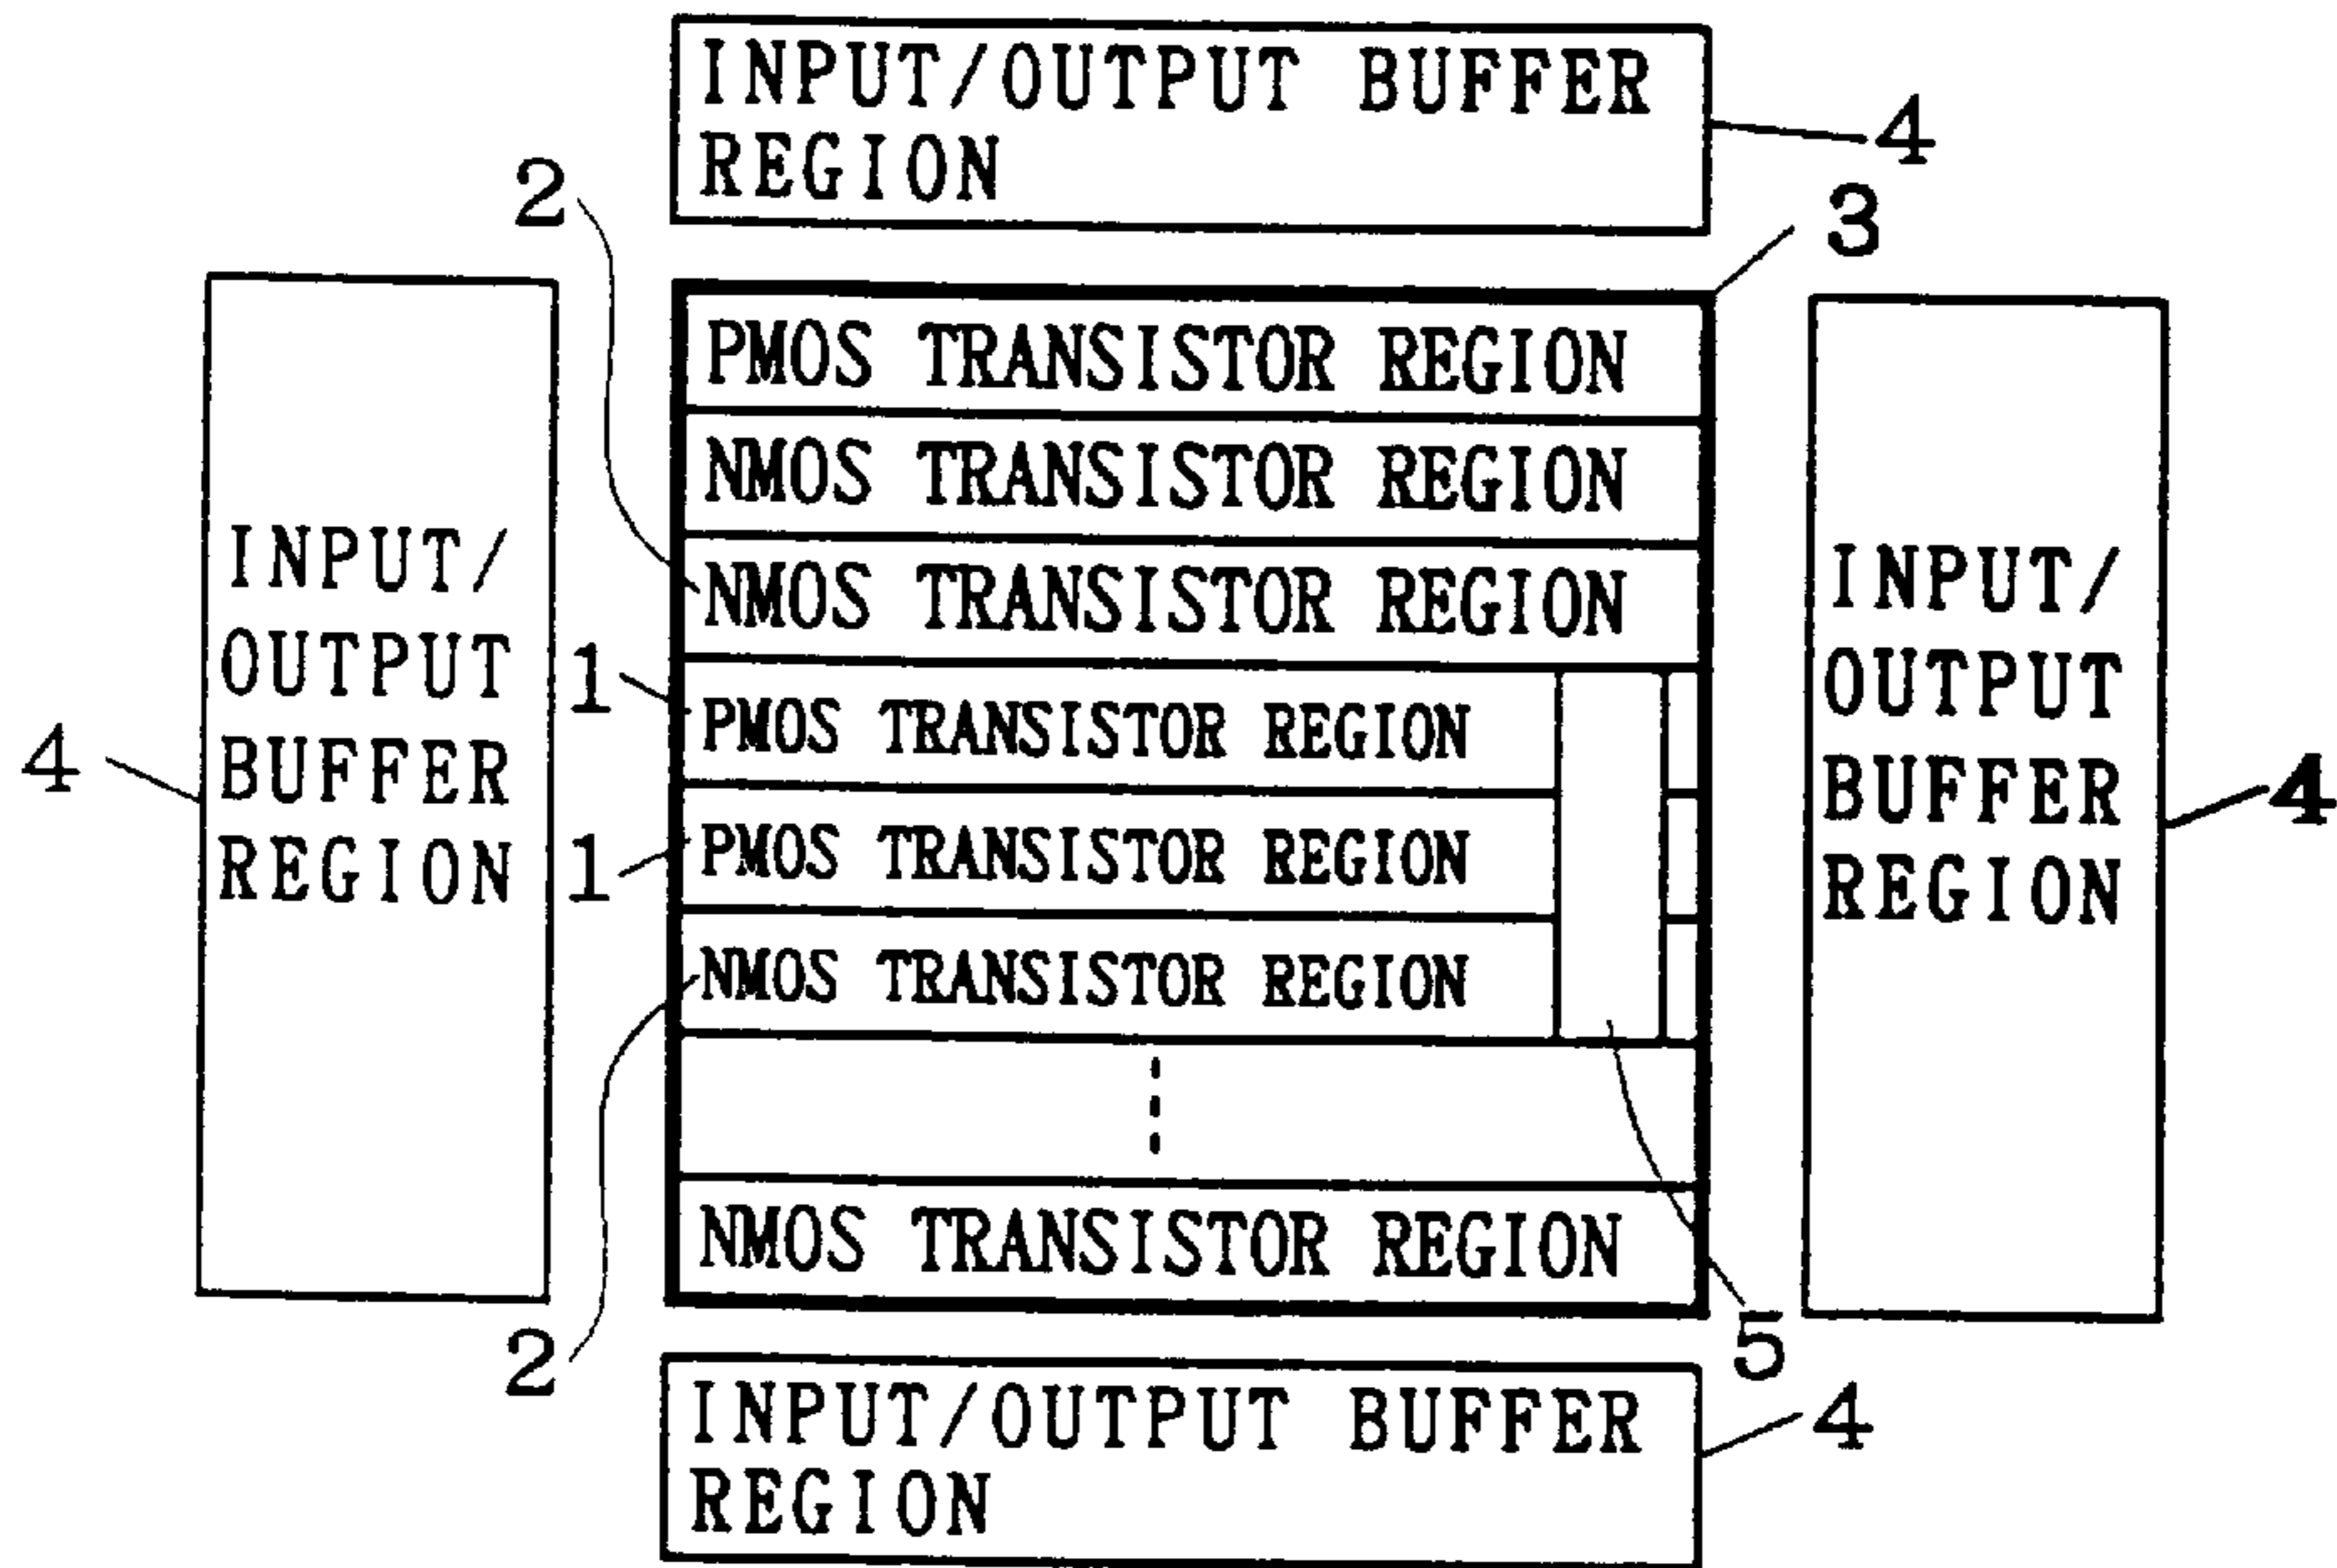 INPUT/OUTPUT BUFFER
REGION
4
2
3
PMOS TRANSISTOR REGION
NMOS TRANSISTOR REGION
NMOS TRANSISTOR REGION
1
PMOS TRANSISTOR REGION
1
PMOS TRANSISTOR REGION
NMOS TRANSISTOR REGION
2
NMOS TRANSISTOR REGION
5
INPUT/
OUTPUT
BUFFER
REGION
4
INPUT/
OUTPUT
BUFFER
REGION
4
INPUT/OUTPUT BUFFER
REGION
4